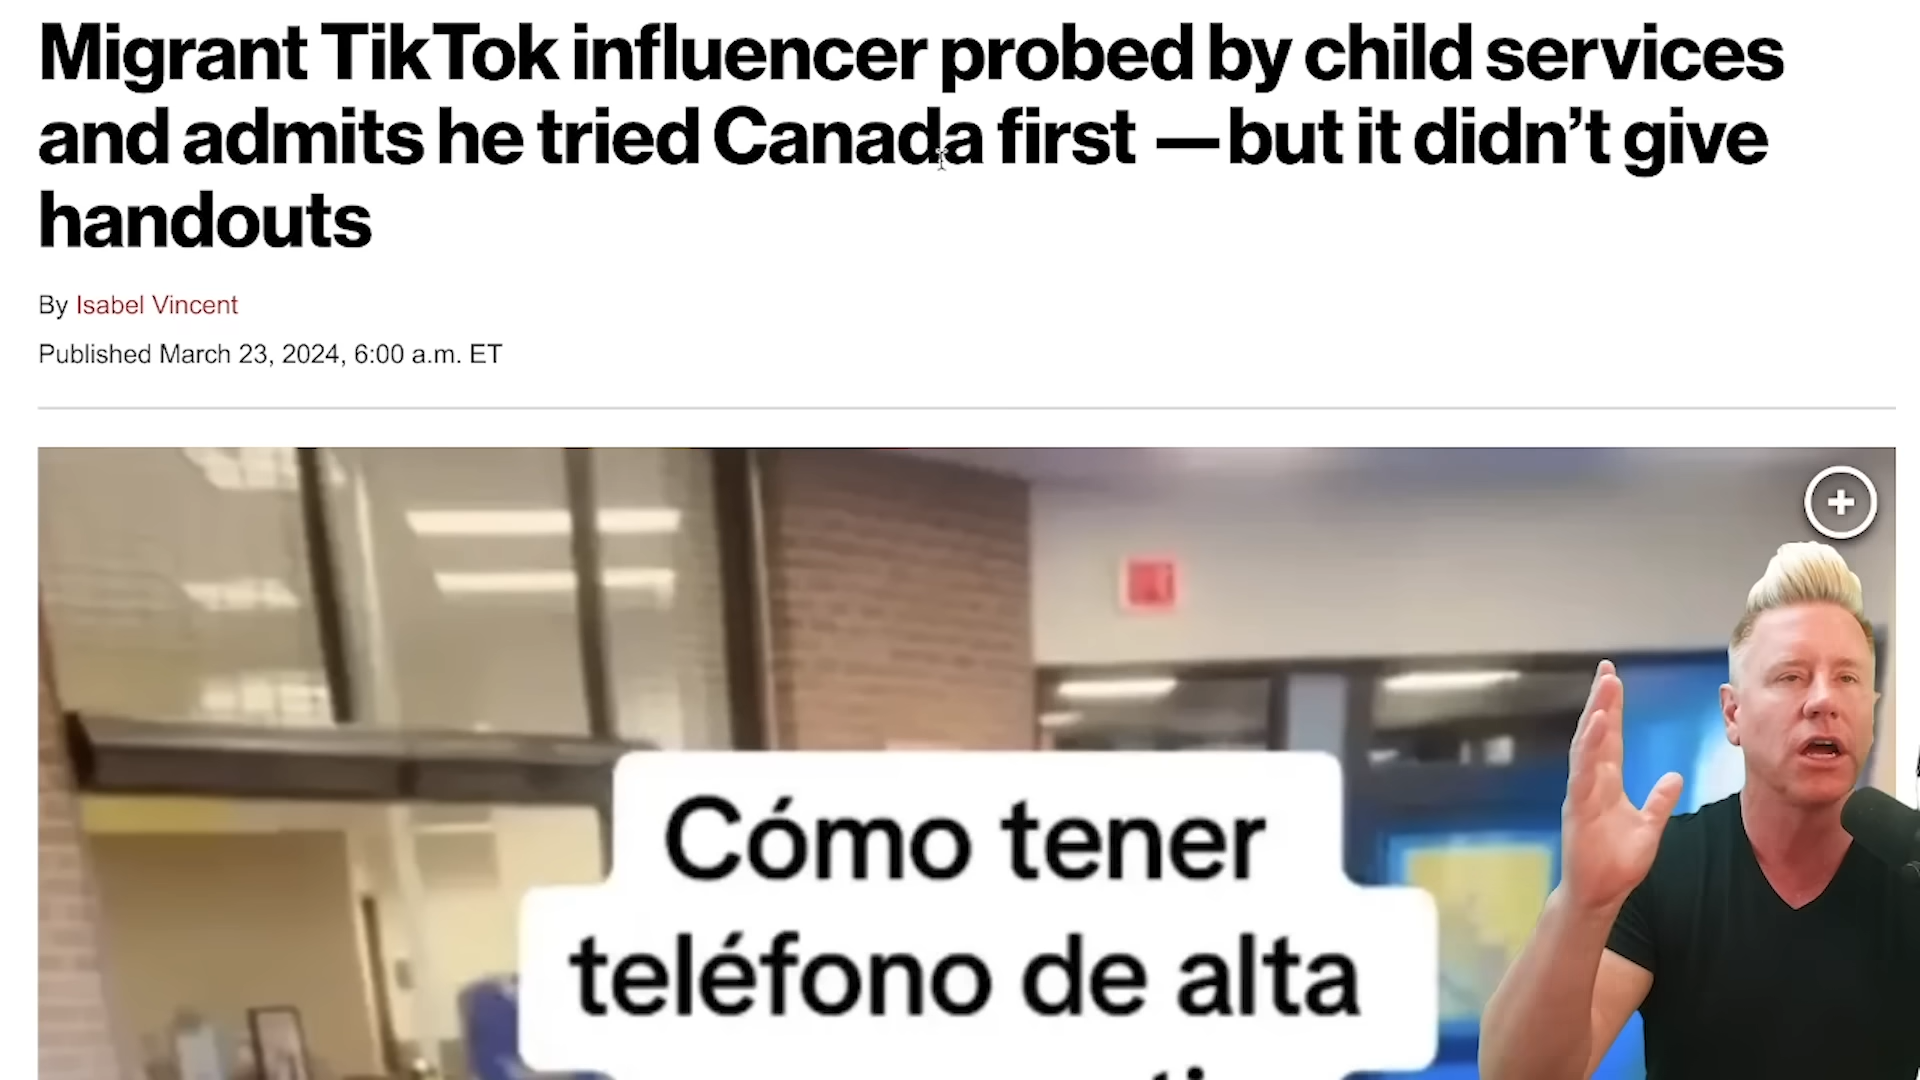 Migrant TikTok influencer probed by child services
and admits he tried Canada first — but it didn’t give
handouts
By Isabel Vincent
Published March 23, 2024, 6:00 a.m. ET
Cómo tener
teléfono de alta